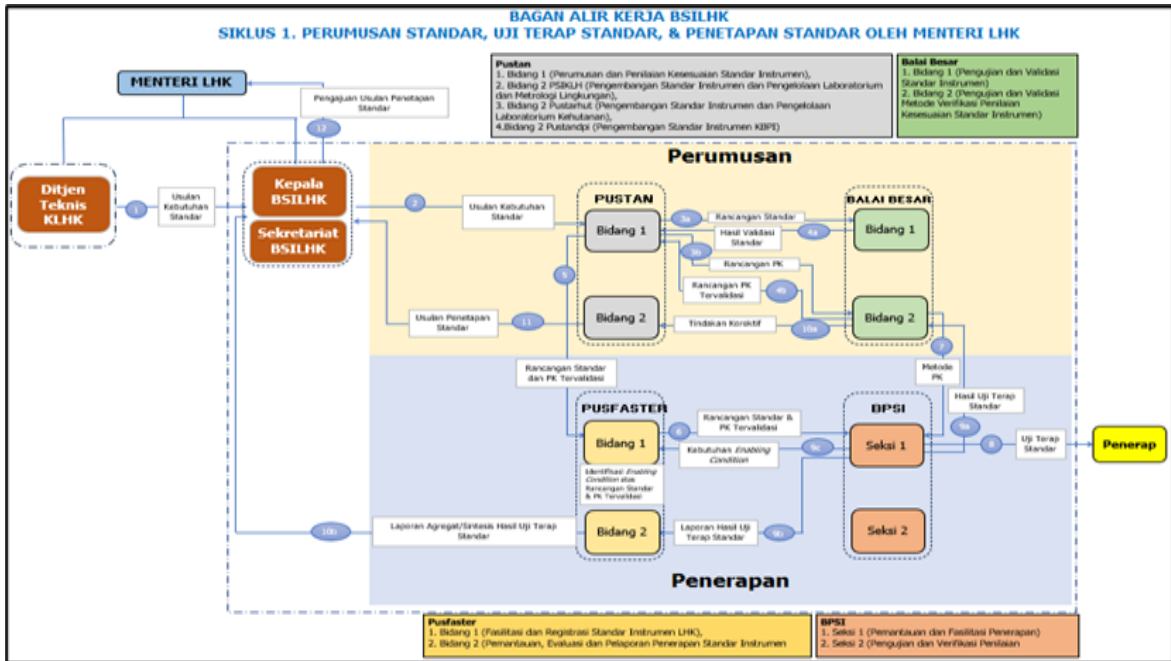 BAGAN ALIR KERJA BSILHK
SIKLUS 1. PERUMUSAN STANDAR, UJI TERAP STANDAR, & PENETAPAN STANDAR OLEH MENTERI LHK
Pustan
1. Bidang 1 (Perumusan dan Penilaian Kesesuaian Standar Instrumen),
2. Bidang 2 PSIKLH (Pengembangan Standar Instrumen dan Pengelolaan Laboratorium
dan Metrologi Lingkungan),
3. Bidang 2 Pustarhut (Pengembangan Standar Instrumen dan Pengelolaan
Laboratorium Kehutanan),
4.Bidang 2 Pustandpi (Pengembangan Standar Instrumen KBPI)
Balai Besar
1. Bidang 1 (Pengujian dan Validasi
Standar Instrumen)
2. Bidang 2 (Pengujian dan Validasi
Metode Verifikasi Penilaian
Kesesuaian Standar Instrumen)
MENTERI LHK
Pengajuan Usulan Penetapan
Standar
12
Perumusan
Ditjen
Teknis
KLHK
1
Usulan
Kebutuhan
Standar
Kepala
BSILHK
Sekretariat
BSILHK
2
Usulan Kebutuhan
Standar
PUSTAN
Bidang 1
3a
Rancangan Standar
Hasil Validasi
Standar
4a
BALAI BESAR
Bidang 1
3b
Rancangan PK
5
Rancangan PK
Tervalidasi
4b
Usulan Penetapan
Standar
11
Bidang 2
Tindakan Korektif
10a
Bidang 2
7
Rancangan Standar
dan PK Tervalidasi
Metode
PK
Hasil Uji Terap
Standar
PUSFASTER
Bidang 1
6
Rancangan Standar &
PK Tervalidasi
BPSI
Seksi 1
9a
8
Uji Terap
Standar
Penerap
Kebutuhan Enabling
Condition
9c
Identifikasi Enabling
Condition atas
Rancangan Standar
& PK Tervalidasi
10b
Laporan Agregat/Sintesis Hasil Uji Terap
Standar
Bidang 2
Laporan Hasil Uji
Terap Standar
9b
Seksi 2
Penerapan
Pusfaster
1. Bidang 1 (Fasilitasi dan Registrasi Standar Instrumen LHK),
2. Bidang 2 (Pemantauan, Evaluasi dan Pelaporan Penerapan Standar Instrumen
BPSI
1. Seksi 1 (Pemantauan dan Fasilitasi Penerapan)
2. Seksi 2 (Pengujian dan Verifikasi Penilaian